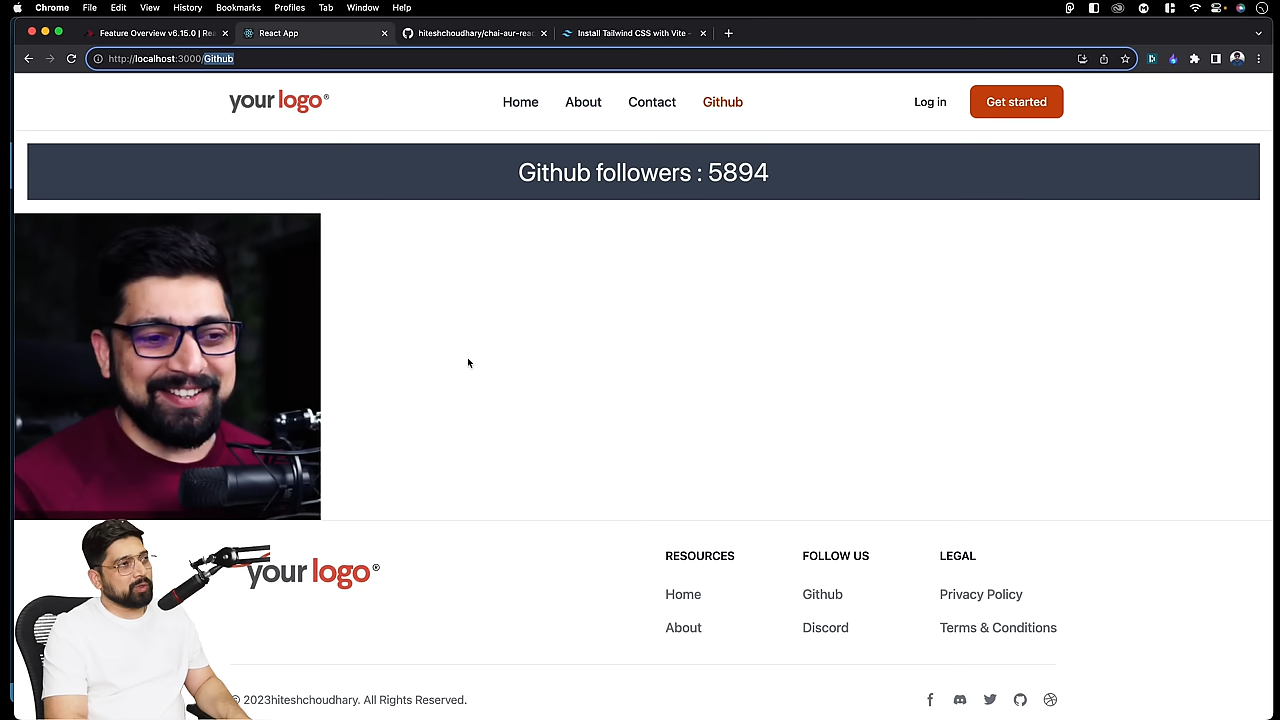 Chrome File Edit View History Bookmarks Profiles Tab Window Help
Feature Overview v6.15.0 | Rea
React App
hiteshchoudhary/chai-aur-reac
Install Tailwind CSS with Vite -
http://localhost:3000/Github
your logo®
Home About Contact Github
Log in
Get started
Github followers : 5894
your logo®
RESOURCES
Home
About
FOLLOW US
Github
Discord
LEGAL
Privacy Policy
Terms & Conditions
© 2023hiteshchoudhary. All Rights Reserved.